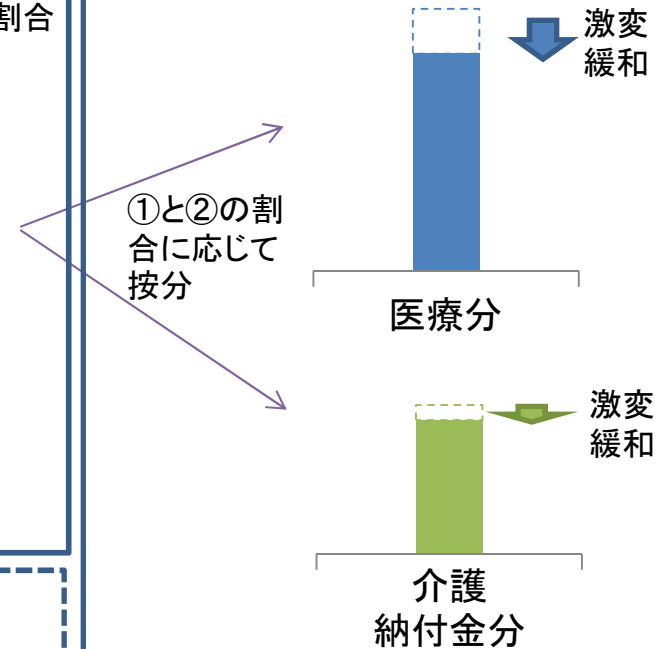 割合
激変
緩和
①と②の割
合に応じて
按分
医療分
激変
緩和
介護
納付金分